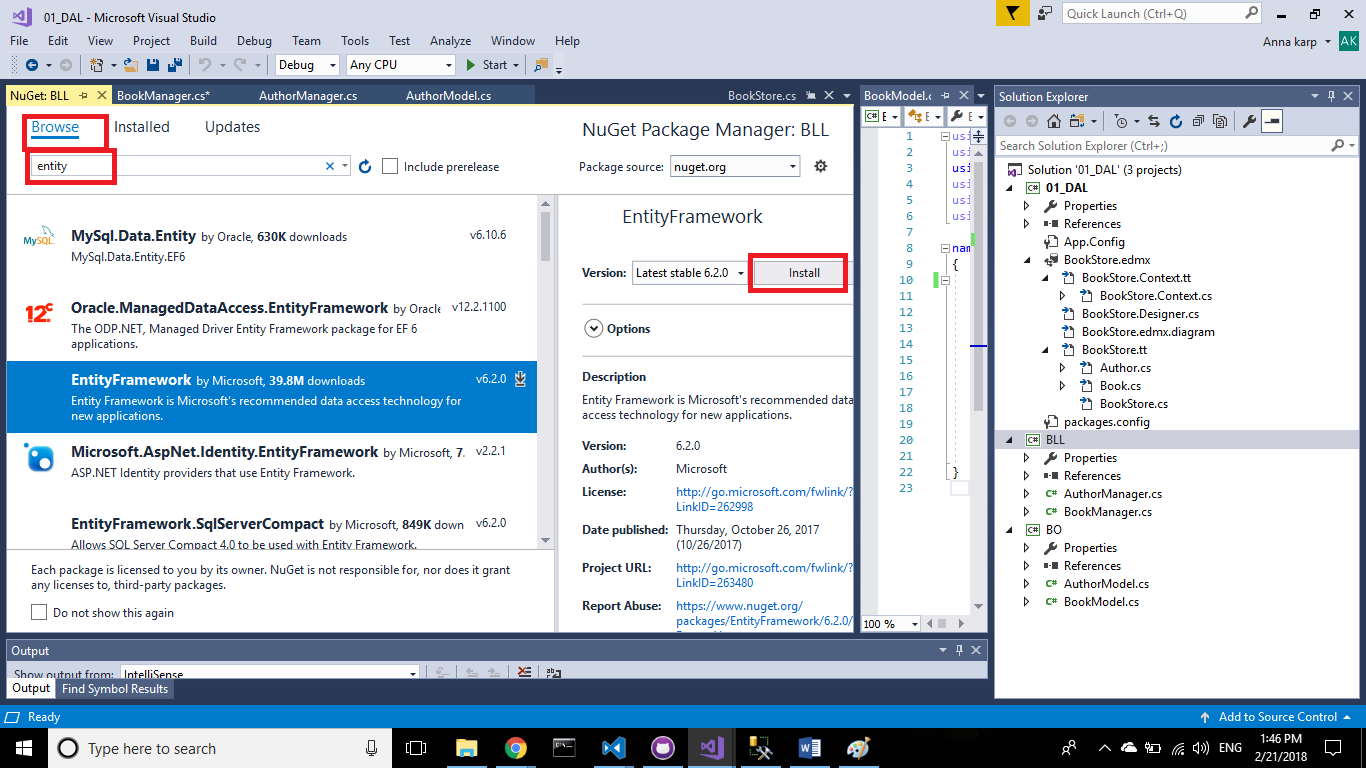 01_DAL - Microsoft Visual Studio
Quick Launch (Ctrl+Q)
File Edit View Project Build Debug Team Tools Test Analyze Window Help
Anna karp AK
Debug Any CPU Start
NuGet: BLL BookManager.cs* AuthorManager.cs AuthorModel.cs BookStore.cs
Browse Installed Updates
NuGet Package Manager: BLL
entity
Include prerelease
Package source: nuget.org
MySql.Data.Entity by Oracle, 630K downloads v6.10.6
MySql.Data.Entity.EF6
MySQL
Oracle.ManagedDataAccess.EntityFramework by Oracle v12.2.1100
The ODP.NET, Managed Driver Entity Framework package for EF 6
applications.
12c
EntityFramework by Microsoft, 39.8M downloads v6.2.0
Entity Framework is Microsoft's recommended data access technology for
new applications.
Microsoft.AspNet.Identity.EntityFramework by Microsoft, 7. v2.2.1
ASP.NET Identity providers that use Entity Framework.
EntityFramework.SqlServerCompact by Microsoft, 849K down v6.2.0
Allows SQL Server Compact 4.0 to be used with Entity Framework.
Each package is licensed to you by its owner. NuGet is not responsible for, nor does it grant
any licenses to, third-party packages.
Do not show this again
EntityFramework
Version: Latest stable 6.2.0 Install
Options
Description
Entity Framework is Microsoft's recommended data
access technology for new applications.
Version: 6.2.0
Author(s): Microsoft
License: http://go.microsoft.com/fwlink/?
LinkID=262998
Date published: Thursday, October 26, 2017
(10/26/2017)
Project URL: http://go.microsoft.com/fwlink/?
LinkID=263480
Report Abuse: https://www.nuget.org/
packages/EntityFramework/6.2.0/
BookModel.c
E E
1 usi
2 usi
3 usi
4 usi
5 usi
6 usi
7
8 nam
9 {
10
11
12
13
14
15
16
17
18
19
20
21
22 }
23
100 %
Solution Explorer
Search Solution Explorer (Ctrl+;)
Solution '01_DAL' (3 projects)
C# 01_DAL
Properties
References
App.Config
BookStore.edmx
BookStore.Context.tt
BookStore.Context.cs
BookStore.Designer.cs
BookStore.edmx.diagram
BookStore.tt
Author.cs
Book.cs
BookStore.cs
packages.config
C# BLL
Properties
References
C# AuthorManager.cs
C# BookManager.cs
C# BO
Properties
References
C# AuthorModel.cs
C# BookModel.cs
Output
Show output from: IntelliSense
Output Find Symbol Results
Ready
Add to Source Control
Type here to search
ENG
1:46 PM
2/21/2018